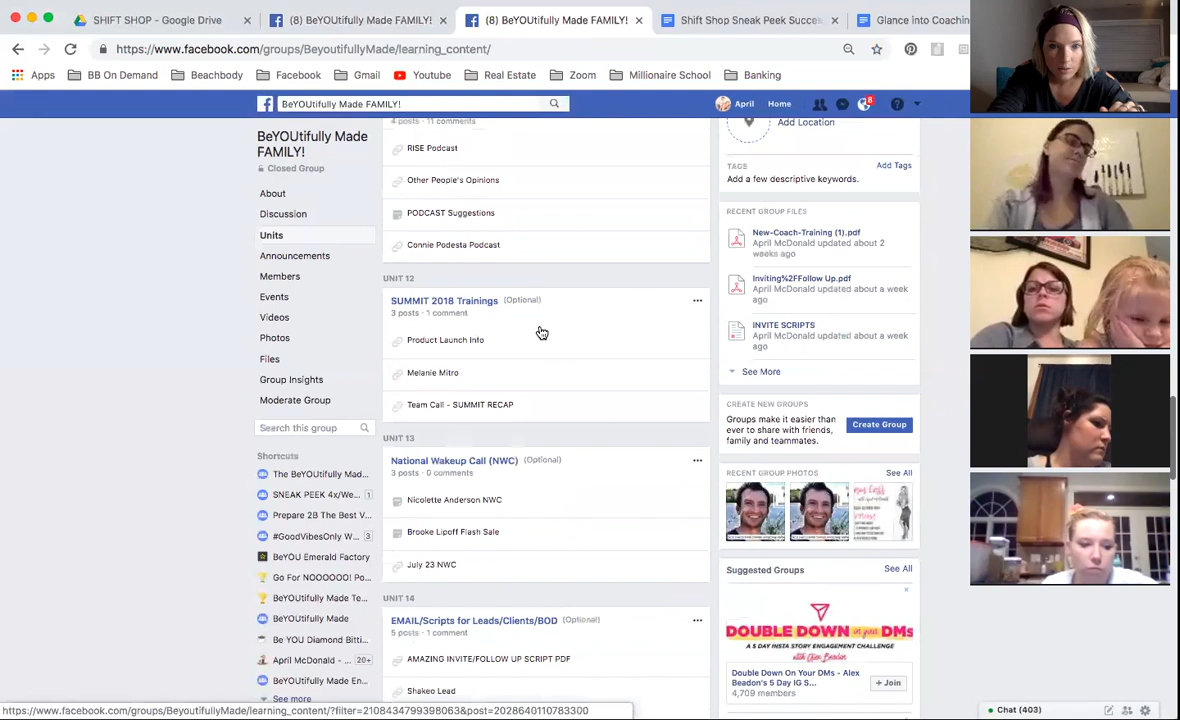 SHIFT SHOP - Google Drive
(8) BeYOUtifully Made FAMILY!
(8) BeYOUtifully Made FAMILY!
Shift Shop Sneak Peek Succes
Glance into Coachin
https://www.facebook.com/groups/BeyoutifullyMade/learning_content/
Apps
BB On Demand
Beachbody
Facebook
Gmail
Youtube
Real Estate
Zoom
Millionaire School
Banking
BeYOUtifully Made FAMILY!
April
Home
8
BeYOUtifully Made
FAMILY!
Closed Group
About
Discussion
Units
Announcements
Members
Events
Videos
Photos
Files
Group Insights
Moderate Group
Search this group
Shortcuts
The BeYOUtifully Mad...
SNEAK PEEK 4x/We... 1
Prepare 2B The Best V...
#GoodVibesOnly W... 3
BeYOU Emerald Factory
Go For NOOOOO! Po...
BeYOUtifully Made Te...
BeYOUtifully Made
Be YOU Diamond Bitti...
April McDonald - ... 20+
BeYOUtifully Made En...
See more
4 posts · 11 comments
RISE Podcast
Other People's Opinions
PODCAST Suggestions
Connie Podesta Podcast
UNIT 12
SUMMIT 2018 Trainings (Optional)
3 posts · 1 comment
Product Launch Info
Melanie Mitro
Team Call - SUMMIT RECAP
UNIT 13
National Wakeup Call (NWC) (Optional)
3 posts · 0 comments
Nicolette Anderson NWC
Brooke Lipoff Flash Sale
July 23 NWC
UNIT 14
EMAIL/Scripts for Leads/Clients/BOD (Optional)
5 posts · 1 comment
AMAZING INVITE/FOLLOW UP SCRIPT PDF
Shakeo Lead
Add Location
TAGS
Add Tags
Add a few descriptive keywords.
RECENT GROUP FILES
New-Coach-Training (1).pdf
April McDonald updated about 2
weeks ago
Inviting%2FFollow Up.pdf
April McDonald updated about a week
ago
INVITE SCRIPTS
April McDonald updated about a week
ago
See More
CREATE NEW GROUPS
Groups make it easier than
ever to share with friends,
family and teammates.
Create Group
RECENT GROUP PHOTOS
See All
Suggested Groups
See All
DOUBLE DOWN in your DMs
A 5 DAY INSTA STORY ENGAGEMENT CHALLENGE
with Alex Beadon
Double Down On Your DMs - Alex
Beadon's 5 Day IG S...
4,709 members
+ Join
https://www.facebook.com/groups/BeyoutifullyMade/learning_content/?filter=2108434799398063&post=2028640110783300
Chat (403)